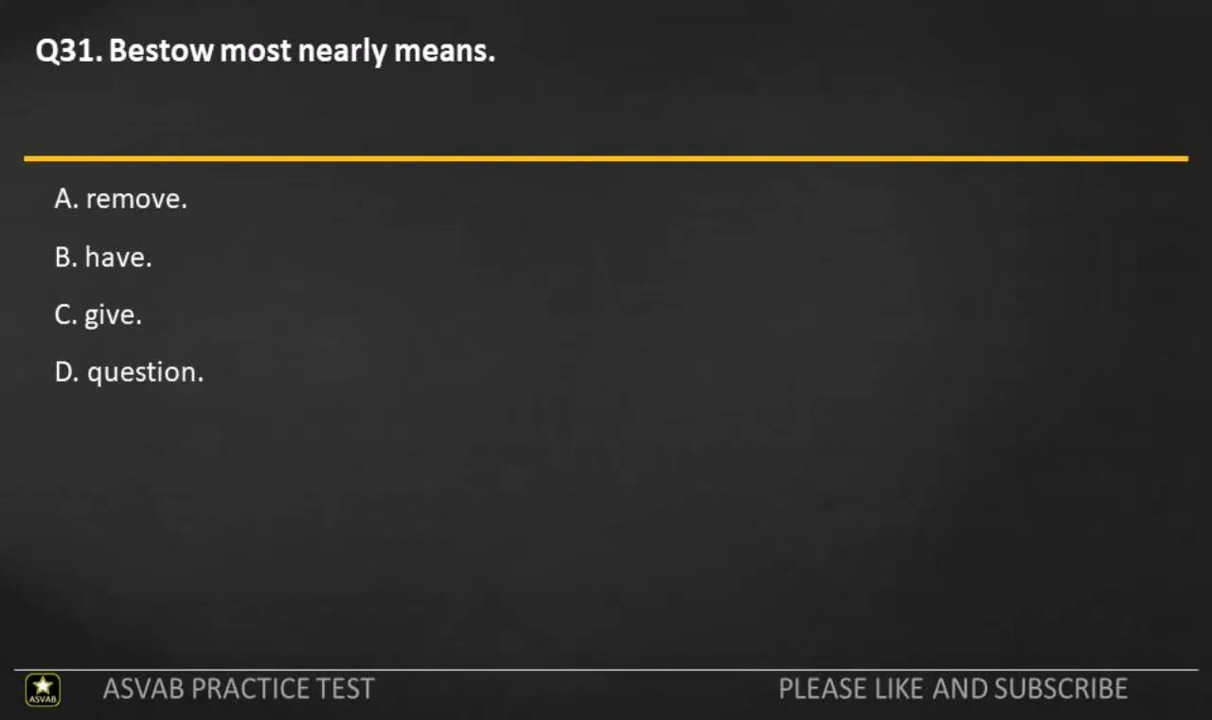 Q31. Bestow most nearly means.
A. remove.
B. have.
C. give.
D. question.
ASVAB
ASVAB PRACTICE TEST
PLEASE LIKE AND SUBSCRIBE